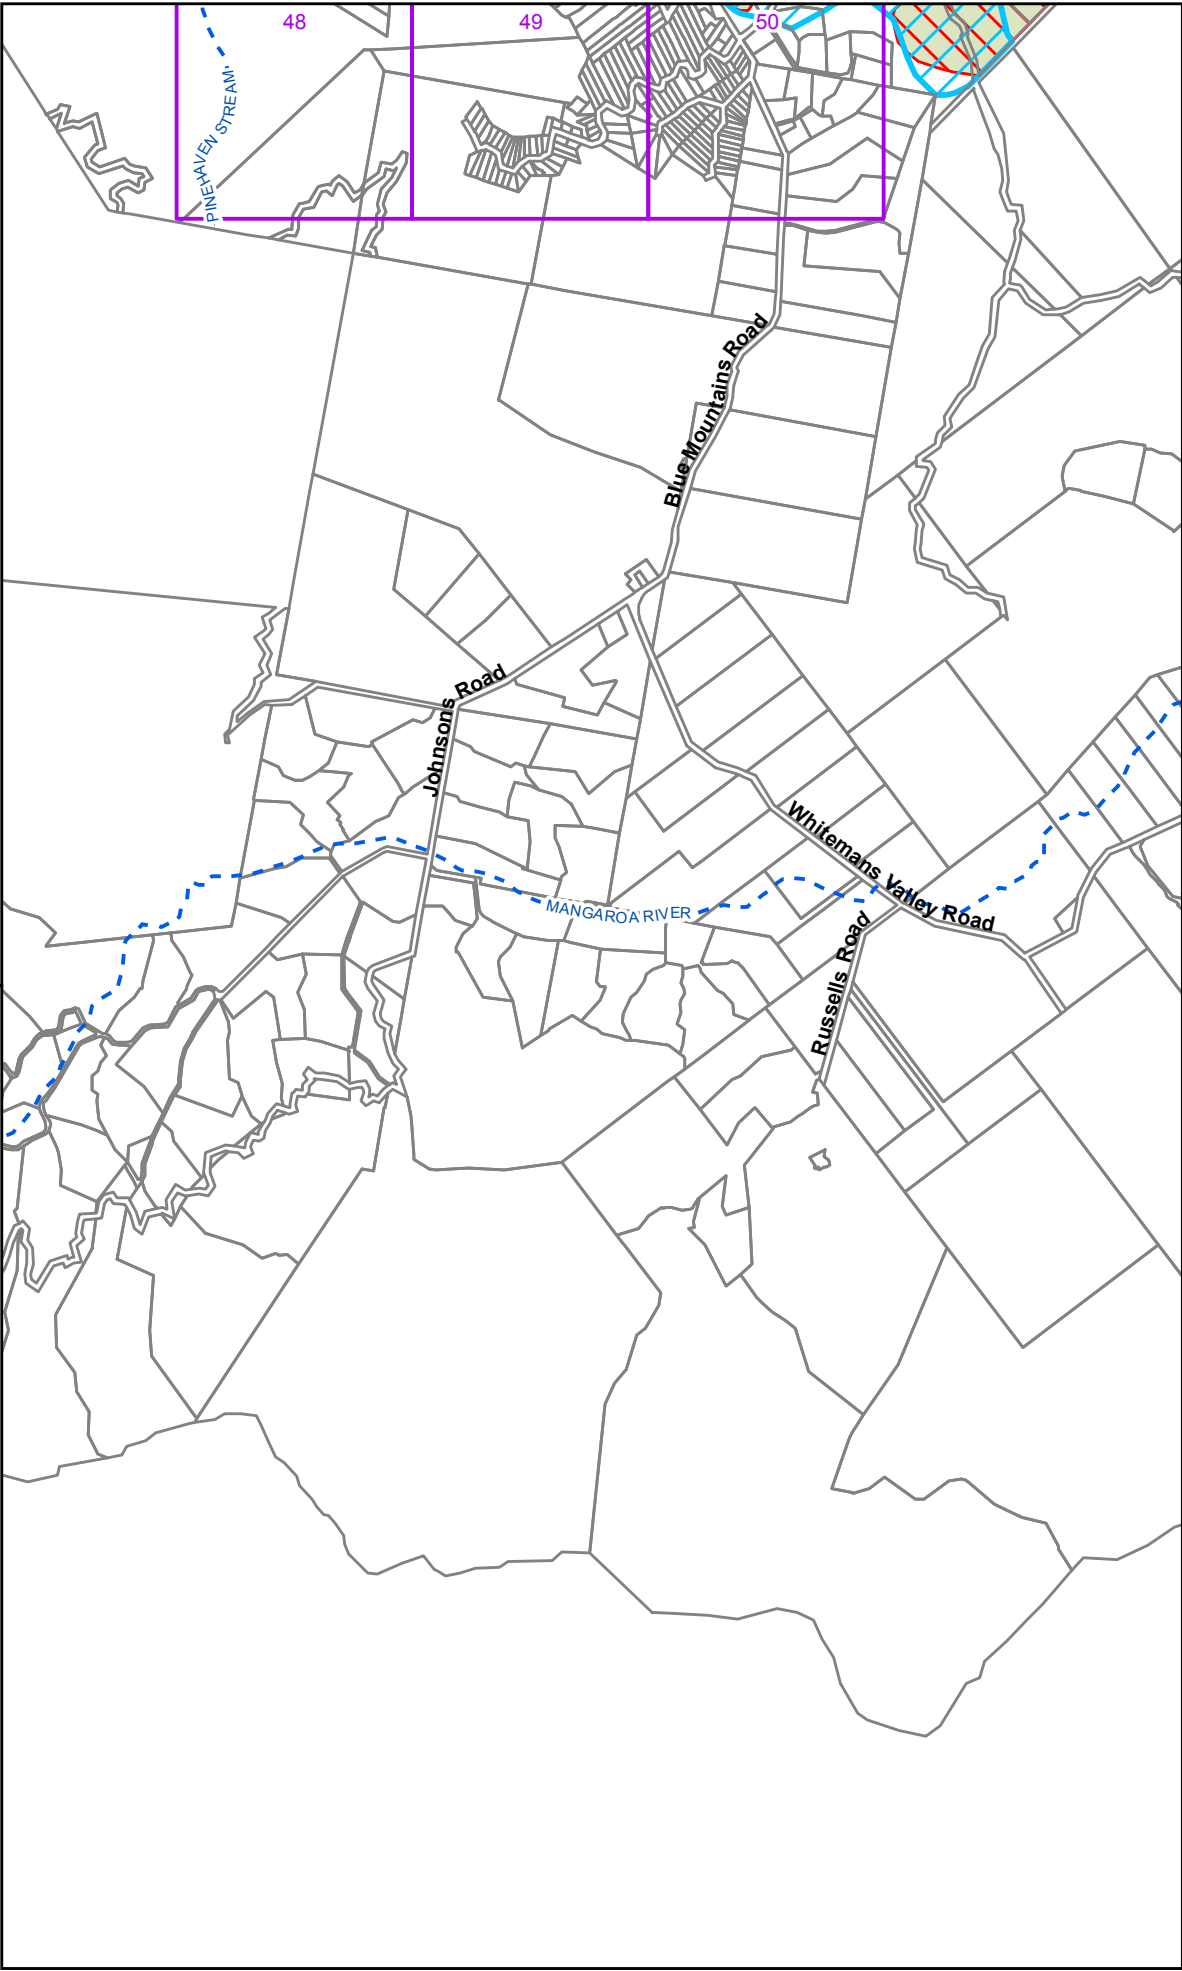 48
49
50
PINEHAVEN STREAM
Blue Mountains Road
Johnsons Road
Whitemans Valley Road
MANGAROA RIVER
Russells Road